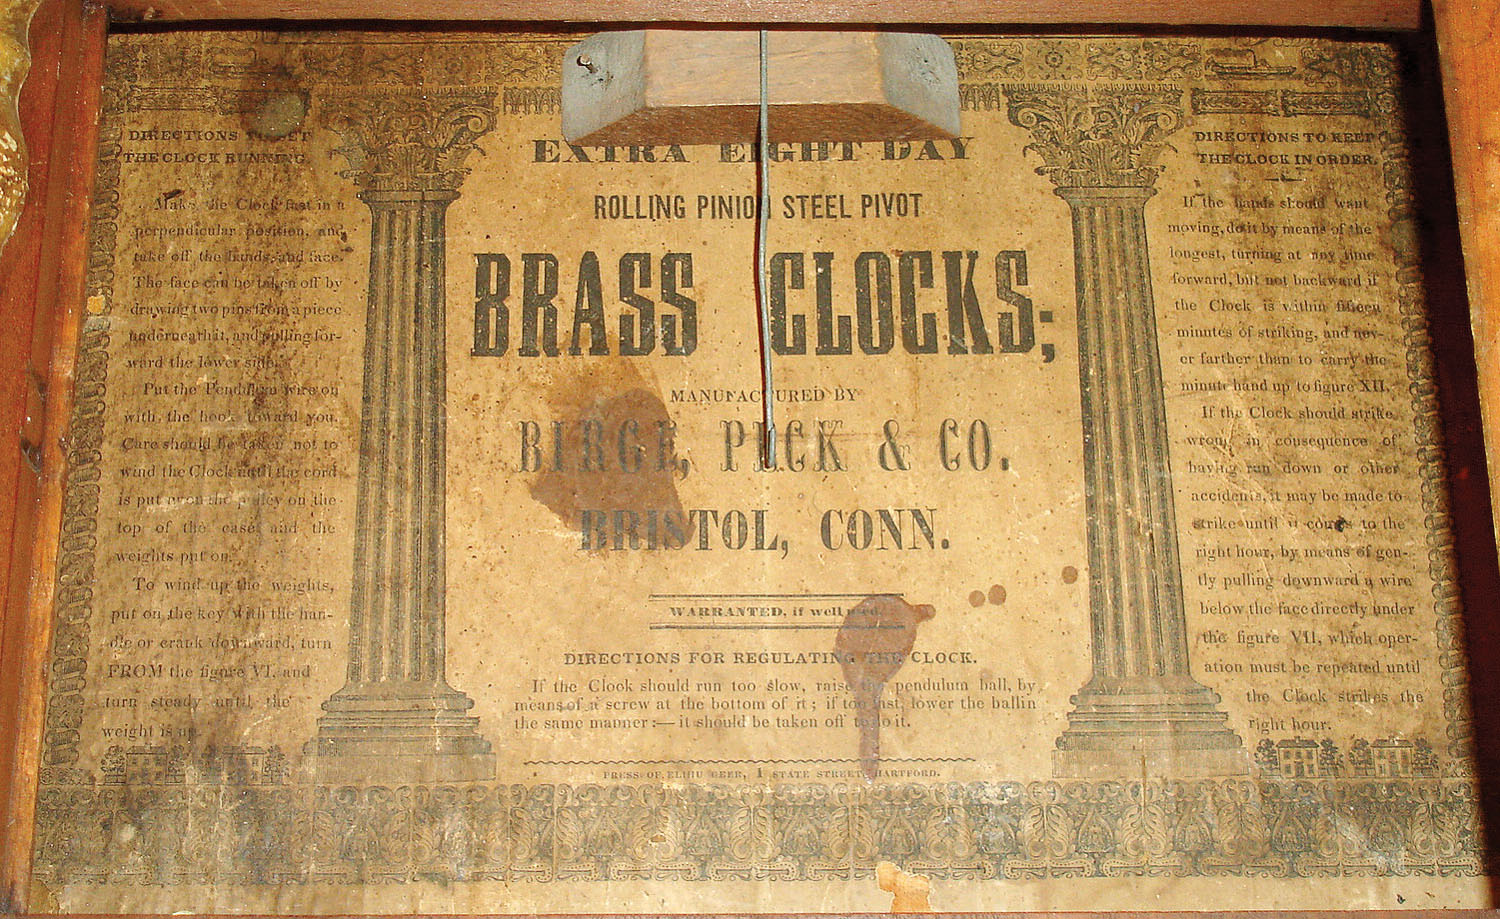 DIRECTIONS TO SET
THE CLOCK RUNNING.
Make the Clock fast in a
perpendicular position, and
take off the hands and face.
The face can be taken off by
drawing two pins from a piece
underneath it, and pulling for-
ward the lower side.
Put the Pendulum wire on
with the hook toward you.
Care should be taken not to
wind the Clock until the cord
is put upon the pulley on the
top of the case and the
weights put on.
To wind up the weights,
put on the key with the han-
dle or crank downward, turn
FROM the figure VI, and
turn steady until the
weight is up.
EXTRA EIGHT DAY
ROLLING PINION STEEL PIVOT
BRASS CLOCKS;
MANUFACTURED BY
BIRGE, PECK & CO.
BRISTOL, CONN.
WARRANTED, if well used.
DIRECTIONS FOR REGULATING THE CLOCK.
If the Clock should run too slow, raise the pendulum ball, by
means of a screw at the bottom of it; if too fast, lower the ball in
the same manner:— it should be taken off to do it.
PRESS OF ELIHU GEER, 1 STATE STREET, HARTFORD.
DIRECTIONS TO KEEP
THE CLOCK IN ORDER.
If the hands should want
moving, do it by means of the
longest, turning at any time
forward, but not backward if
the Clock is within fifteen
minutes of striking, and nev-
er farther than to carry the
minute hand up to figure XII.
If the Clock should strike
wrong in consequence of
having run down or other
accidents, it may be made to
strike until it comes to the
right hour, by means of gen-
tly pulling downward a wire
below the face directly under
the figure VII, which oper-
ation must be repeated until
the Clock strikes the
right hour.